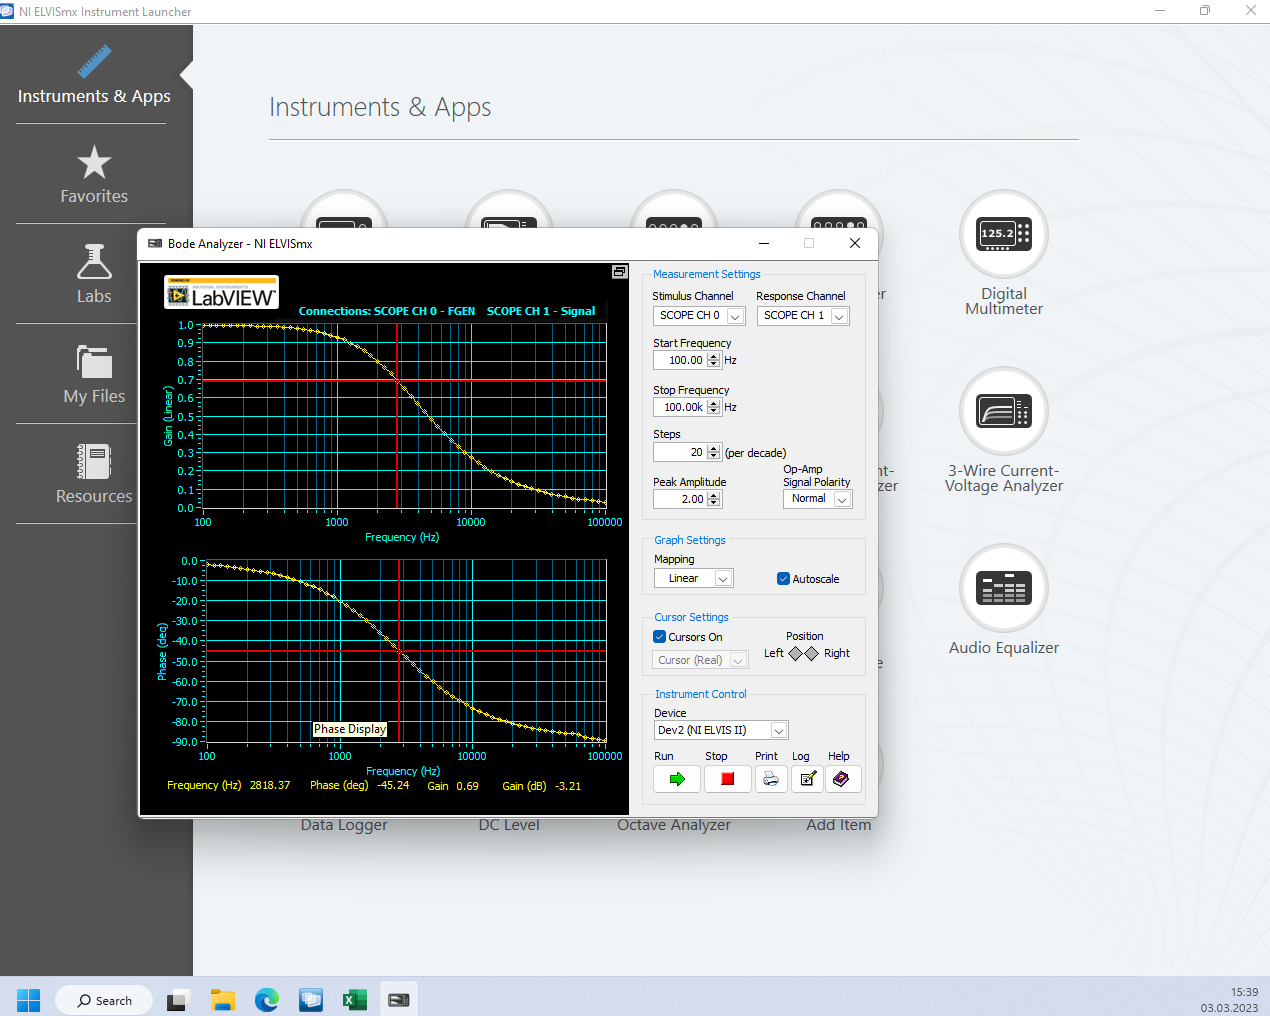 NI ELVISmx Instrument Launcher
Instruments & Apps
Favorites
Labs
My Files
Resources
Instruments & Apps
125.2
Digital
Multimeter
3-Wire Current-
Voltage Analyzer
Audio Equalizer
er
nt-
zer
e
Data Logger
DC Level
Octave Analyzer
Add Item
Bode Analyzer - NI ELVISmx
POWERED BY
NATIONAL INSTRUMENTS
LabVIEW™
Connections: SCOPE CH 0 - FGEN SCOPE CH 1 - Signal
Gain (Linear)
1.0
0.9
0.8
0.7
0.6
0.5
0.4
0.3
0.2
0.1
0.0
100 1000 10000 100000
Frequency (Hz)
Phase (deg)
0.0
-10.0
-20.0
-30.0
-40.0
-50.0
-60.0
-70.0
-80.0
-90.0
Phase Display
100 1000 10000 100000
Frequency (Hz)
Frequency (Hz) 2818.37 Phase (deg) -45.24 Gain 0.69 Gain (dB) -3.21
Measurement Settings
Stimulus Channel Response Channel
SCOPE CH 0 SCOPE CH 1
Start Frequency
100.00 Hz
Stop Frequency
100.00k Hz
Steps
20 (per decade)
Peak Amplitude
2.00
Op-Amp
Signal Polarity
Normal
Graph Settings
Mapping
Linear
Autoscale
Cursor Settings
Cursors On
Cursor (Real)
Position
Left Right
Instrument Control
Device
Dev2 (NI ELVIS II)
Run Stop Print Log Help
Search
15:39
03.03.2023